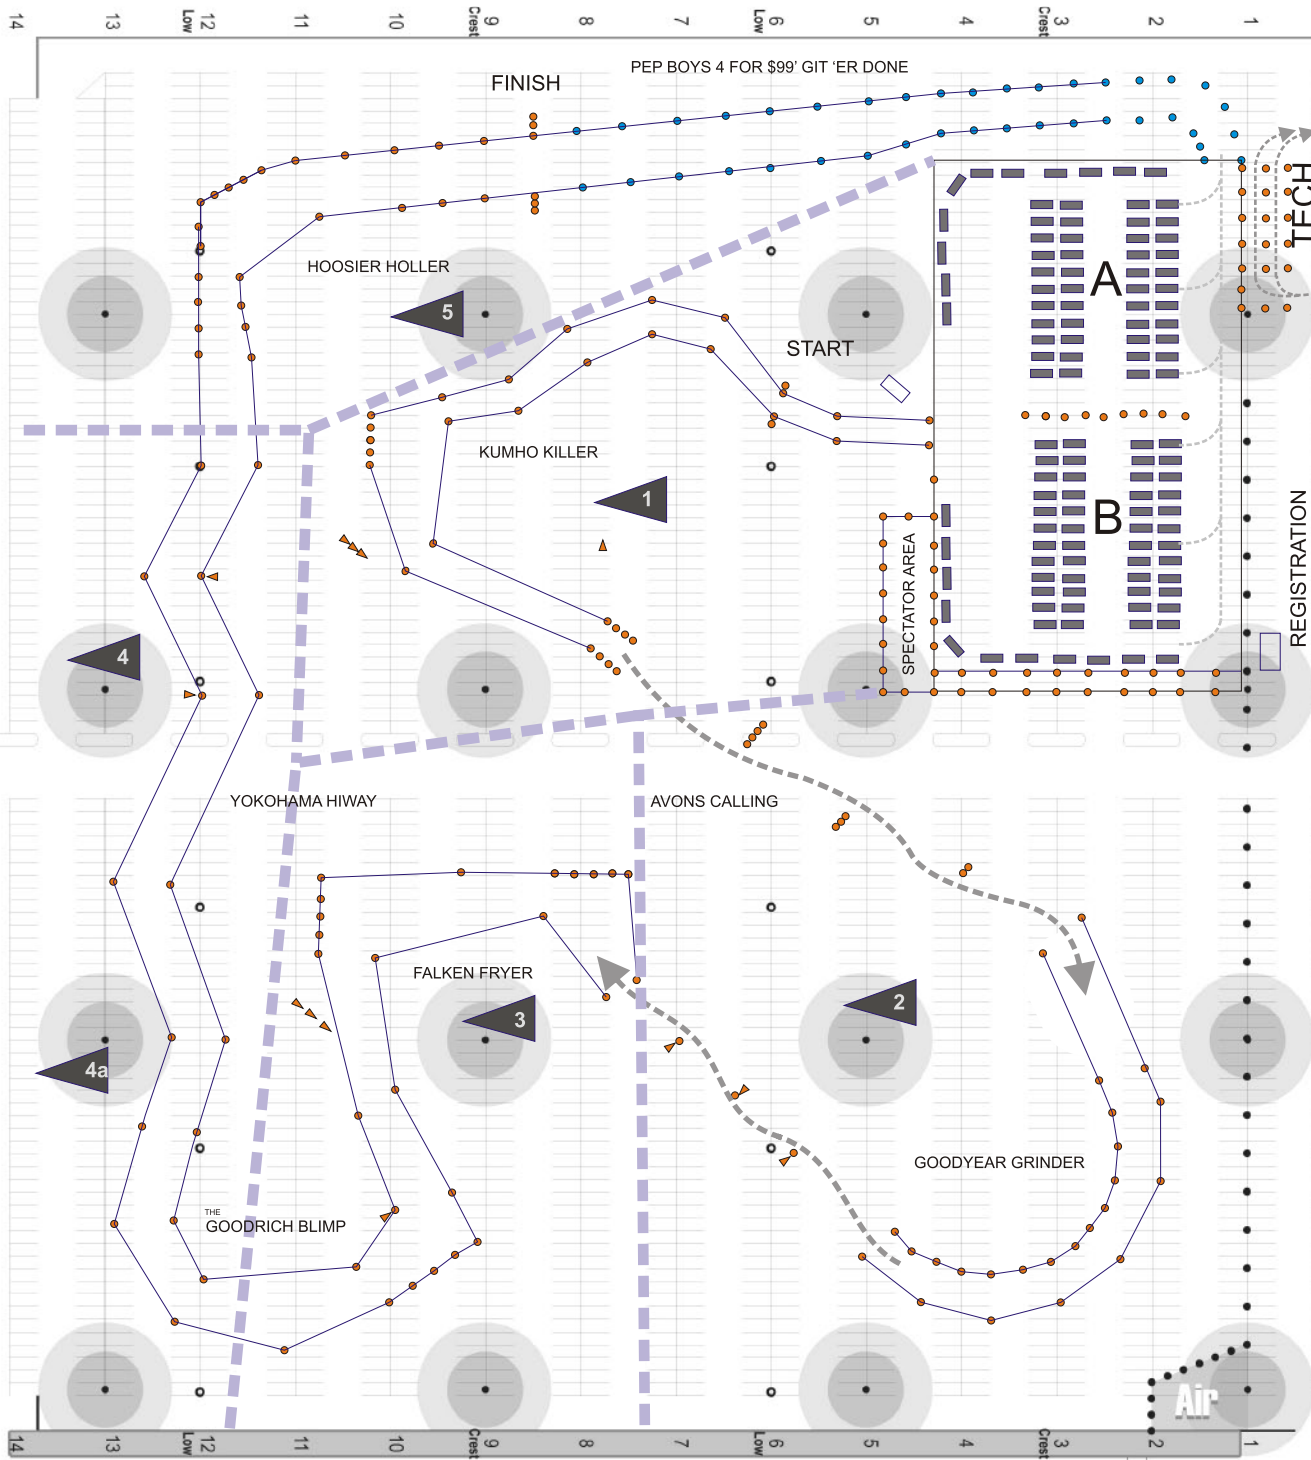 14 13 Low 12 11 10 Crest 9 8 7 Low 6 5 4 Crest 3 2 1
PEP BOYS 4 FOR $99' GIT 'ER DONE
FINISH
TECH
HOOSIER HOLLER
A
5
START
KUMHO KILLER
1
B
REGISTRATION
SPECTATOR AREA
4
YOKOHAMA HIWAY
AVONS CALLING
FALKEN FRYER
3
2
4a
GOODYEAR GRINDER
THE
GOODRICH BLIMP
Air
14 13 Low 12 11 10 Crest 9 8 7 Low 6 5 4 Crest 3 2 1